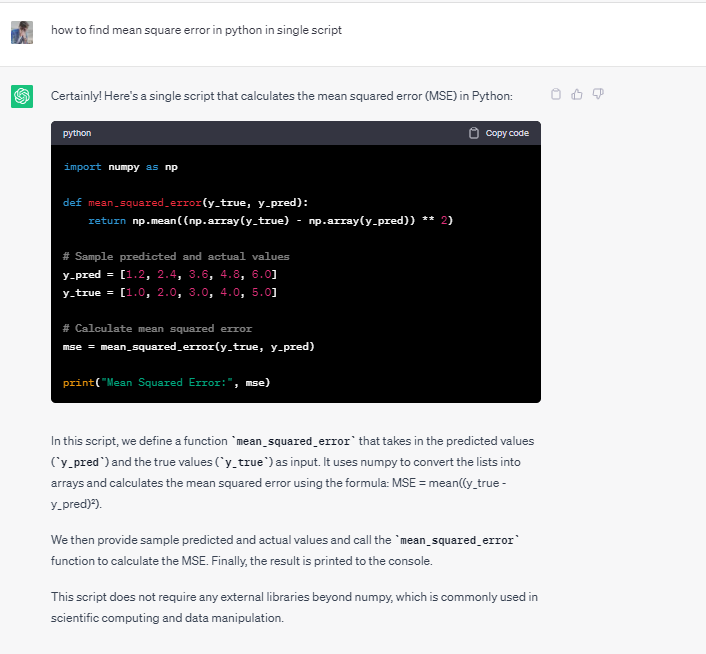 how to find mean square error in python in single script
Certainly! Here's a single script that calculates the mean squared error (MSE) in Python:
python
Copy code
import numpy as np
def mean_squared_error(y_true, y_pred):
    return np.mean((np.array(y_true) - np.array(y_pred)) ** 2)
# Sample predicted and actual values
y_pred = [1.2, 2.4, 3.6, 4.8, 6.0]
y_true = [1.0, 2.0, 3.0, 4.0, 5.0]
# Calculate mean squared error
mse = mean_squared_error(y_true, y_pred)
print("Mean Squared Error:", mse)
In this script, we define a function `mean_squared_error` that takes in the predicted values
(`y_pred`) and the true values (`y_true`) as input. It uses numpy to convert the lists into
arrays and calculates the mean squared error using the formula: MSE = mean((y_true -
y_pred)²).
We then provide sample predicted and actual values and call the `mean_squared_error`
function to calculate the MSE. Finally, the result is printed to the console.
This script does not require any external libraries beyond numpy, which is commonly used in
scientific computing and data manipulation.